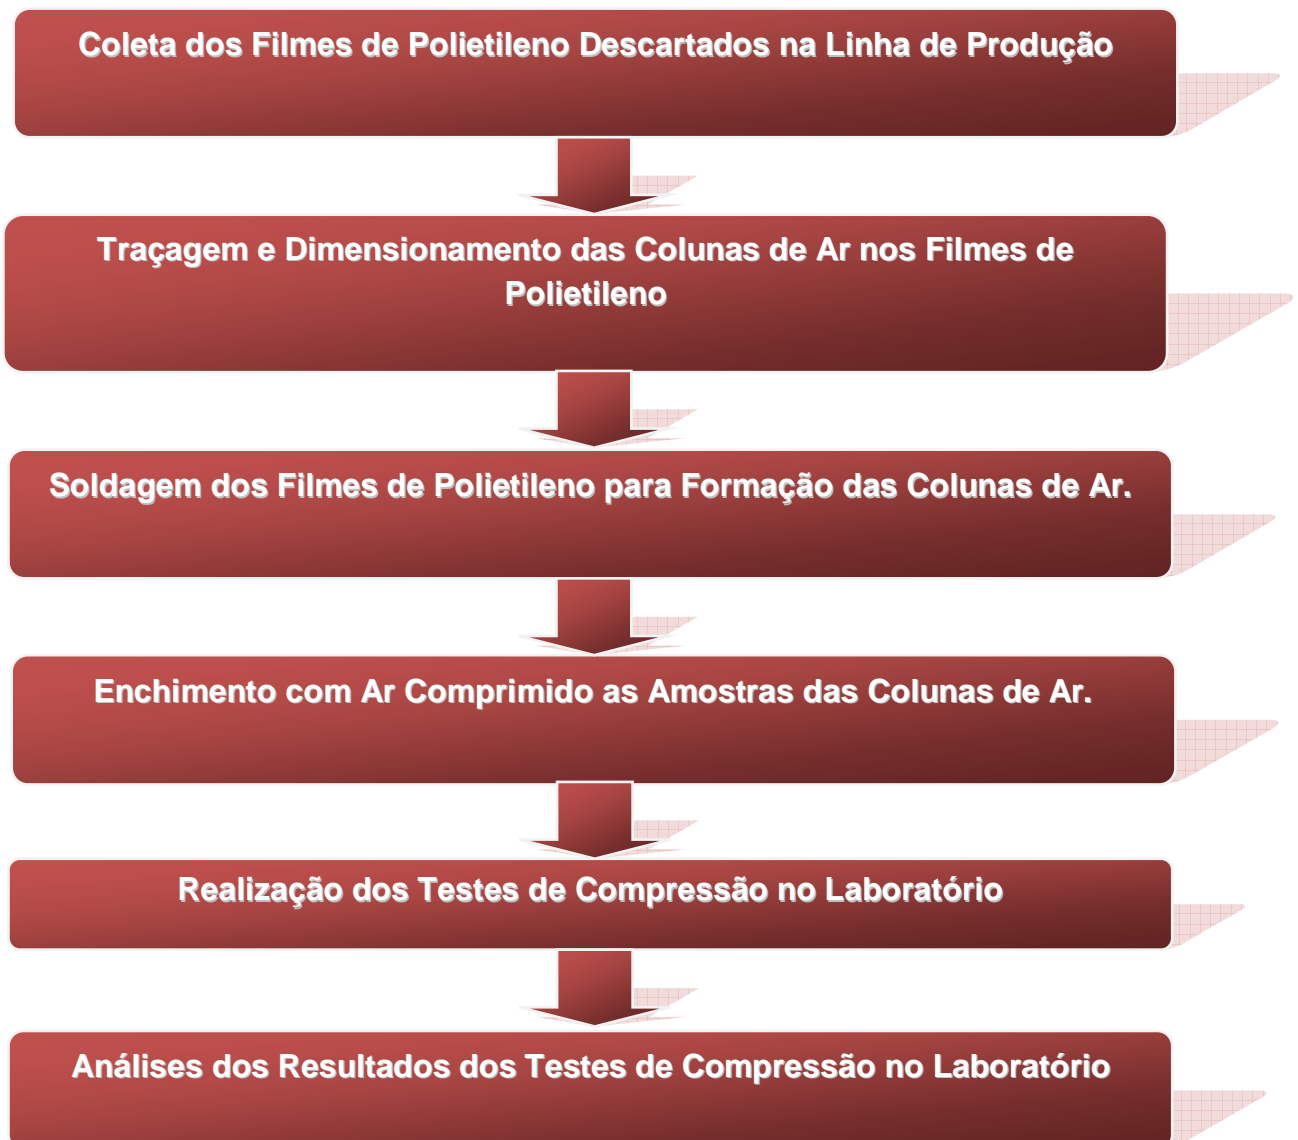 Coleta dos Filmes de Polietileno Descartados na Linha de Produção
Traçagem e Dimensionamento das Colunas de Ar nos Filmes de
Polietileno
Soldagem dos Filmes de Polietileno para Formação das Colunas de Ar.
Enchimento com Ar Comprimido as Amostras das Colunas de Ar.
Realização dos Testes de Compressão no Laboratório
Análises dos Resultados dos Testes de Compressão no Laboratório